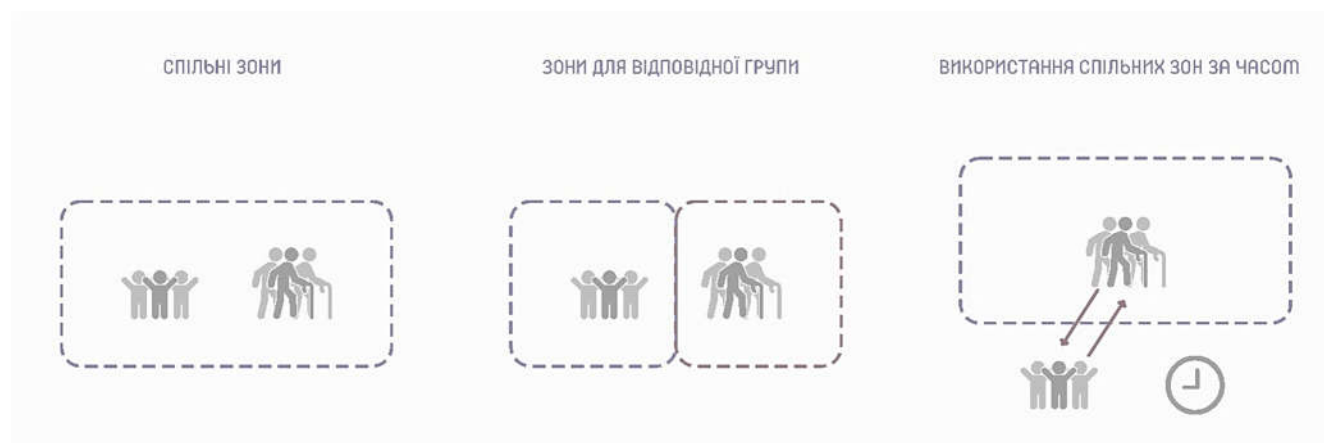 СПІЛЬНІ ЗОНИ
ЗОНИ ДЛЯ ВІДПОВІДНОЇ ГРУПИ
ВИКОРИСТАННЯ СПІЛЬНИХ ЗОН ЗА ЧАСОМ